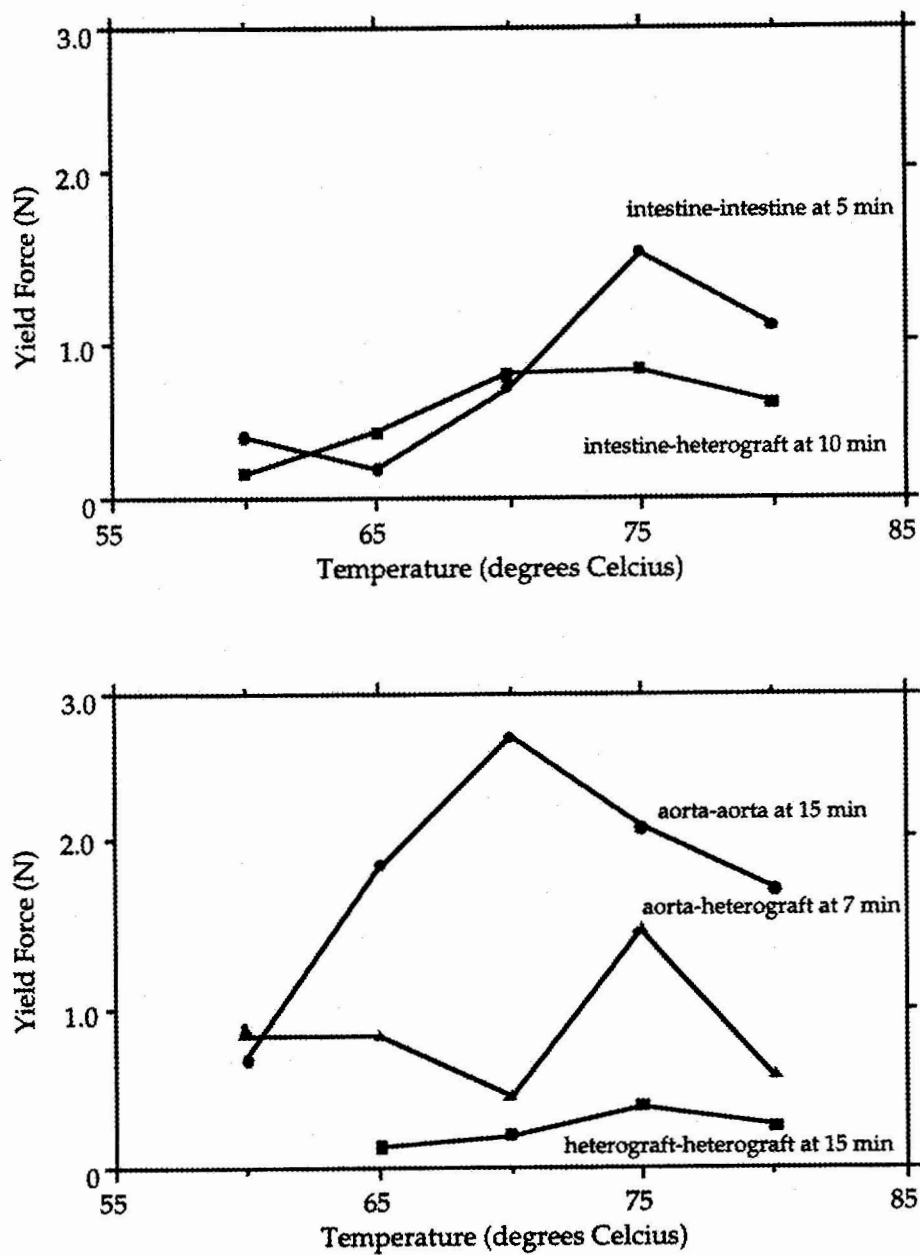 3.0
2.0
1.0
0
Yield Force (N)
intestine-intestine at 5 min
intestine-heterograft at 10 min
55 65 75 85
Temperature (degrees Celcius)
3.0
2.0
1.0
0
Yield Force (N)
aorta-aorta at 15 min
aorta-heterograft at 7 min
heterograft-heterograft at 15 min
55 65 75 85
Temperature (degrees Celcius)